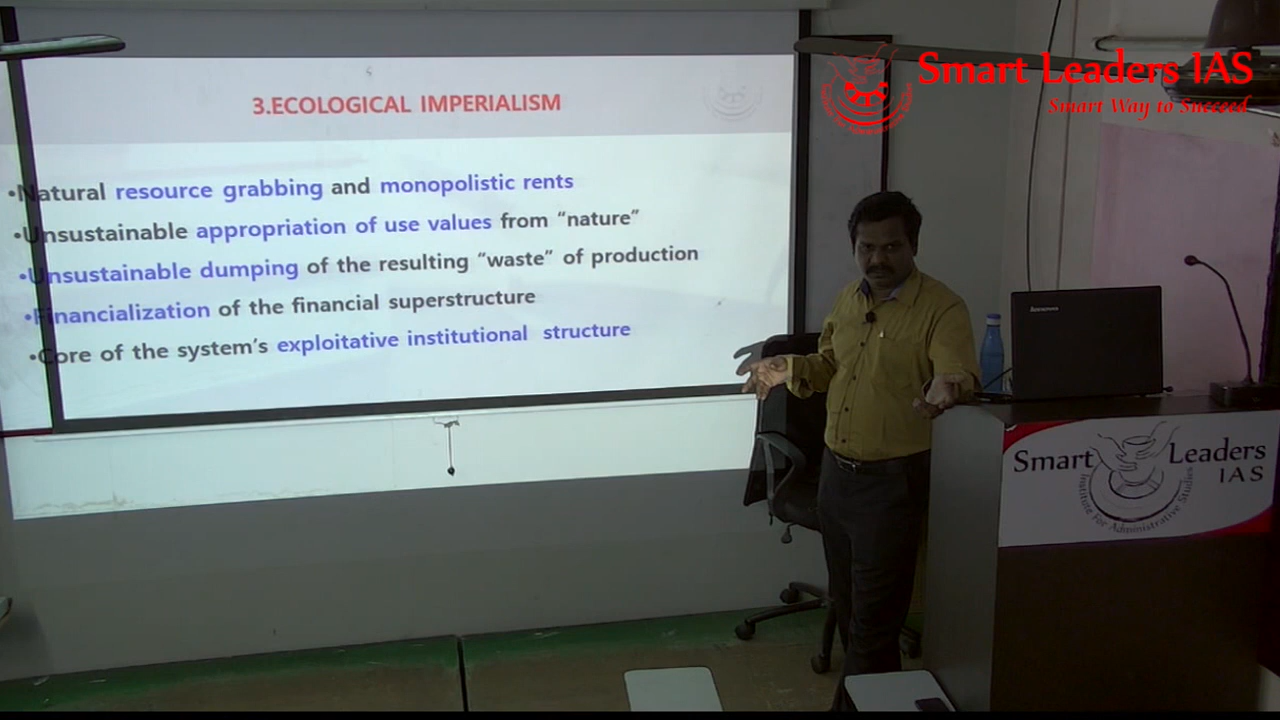 Smart Leaders IAS
Smart Way to Succeed
3.ECOLOGICAL IMPERIALISM
•Natural resource grabbing and monopolistic rents
•Unsustainable appropriation of use values from “nature”
•Unsustainable dumping of the resulting “waste” of production
•Financialization of the financial superstructure
•Core of the system’s exploitative institutional structure
lenovo
Smart Leaders
IAS
Institute For Administrative Studies